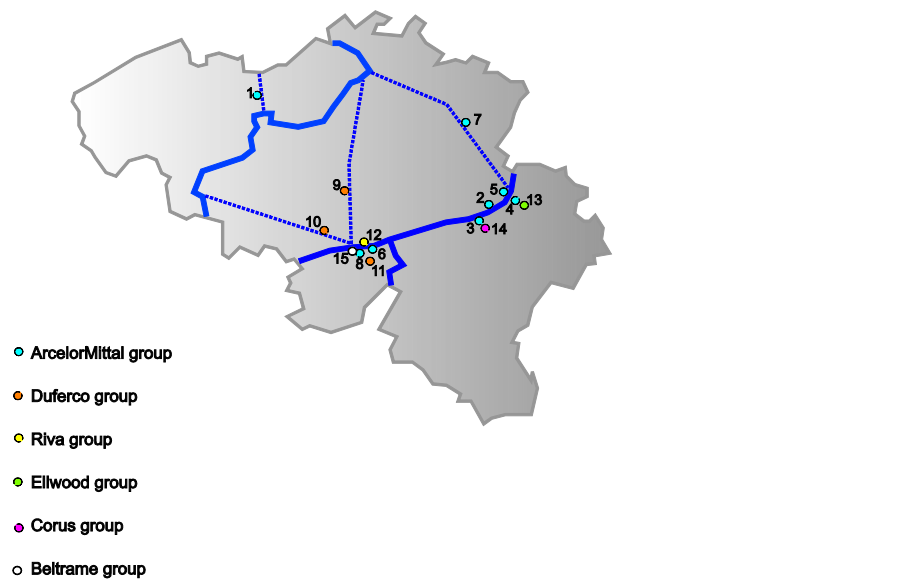 1
7
9
5
2
13
4
10
3
14
12
15
6
8
11
ArcelorMittal group
Duferco group
Riva group
Ellwood group
Corus group
Beltrame group